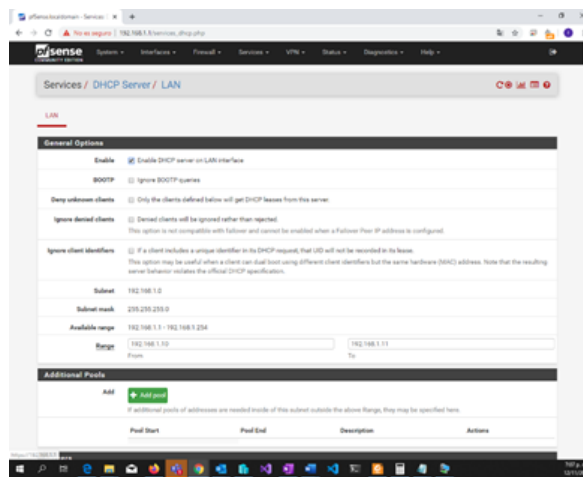 pfSense.localdomain - Services:
No es seguro | 192.168.1.1/services_dhcp.php
pfsense
COMMUNITY EDITION
System Interfaces Firewall Services VPN Status Diagnostics Help
Services / DHCP Server / LAN
LAN
General Options
Enable
Enable DHCP server on LAN interface
BOOTP
Ignore BOOTP queries
Deny unknown clients
Only the clients defined below will get DHCP leases from this server.
Ignore denied clients
Denied clients will be ignored rather than rejected.
This option is not compatible with failover and cannot be enabled when a Failover Peer IP address is configured.
Ignore client identifiers
If a client includes a unique identifier in its DHCP request, that UID will not be recorded in its lease.
This option may be useful when a client can dual boot using different client identifiers but the same hardware (MAC) address. Note that the resulting
server behavior violates the official DHCP specification.
Subnet
192.168.1.0
Subnet mask
255.255.255.0
Available range
192.168.1.1 - 192.168.1.254
Range
192.168.1.10
192.168.1.11
From
To
Additional Pools
Add
Add pool
If additional pools of addresses are needed inside of this subnet outside the above Range, they may be specified here.
Pool Start Pool End Description Actions